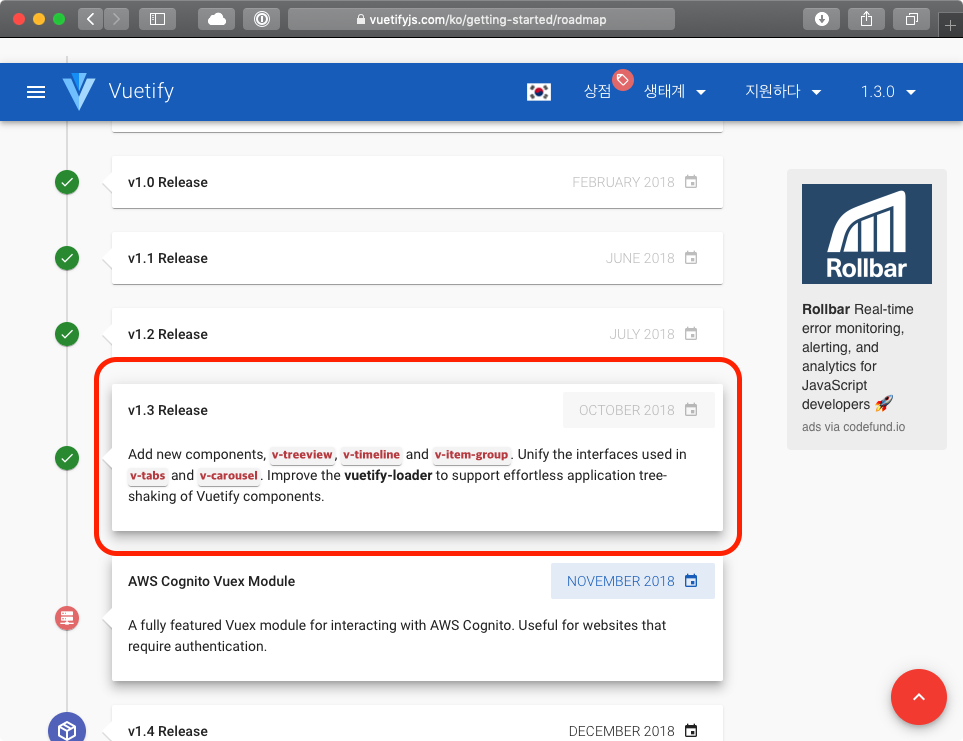 vuetifyjs.com/ko/getting-started/roadmap
Vuetify
상점
생태계
지원하다
1.3.0
v1.0 Release
FEBRUARY 2018
v1.1 Release
JUNE 2018
v1.2 Release
JULY 2018
v1.3 Release
OCTOBER 2018
Add new components, v-treeview, v-timeline and v-item-group. Unify the interfaces used in
v-tabs and v-carousel. Improve the vuetify-loader to support effortless application tree-
shaking of Vuetify components.
AWS Cognito Vuex Module
NOVEMBER 2018
A fully featured Vuex module for interacting with AWS Cognito. Useful for websites that
require authentication.
v1.4 Release
DECEMBER 2018
Rollbar
Rollbar Real-time
error monitoring,
alerting, and
analytics for
JavaScript
developers 🚀
ads via codefund.io